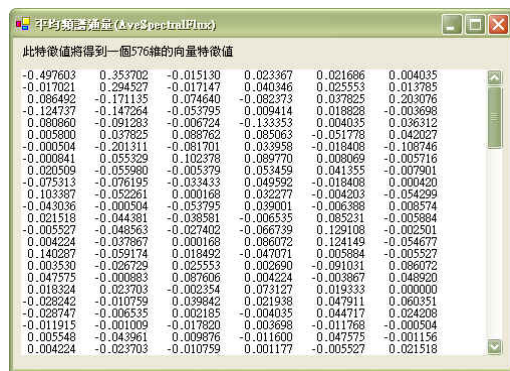 平均頻譜通量(AveSpectralFlux)
此特徵值將得到一個576維的向量特徵值
-0.497603 0.353702 -0.015130 0.023367 0.021686 0.004035
-0.017021 0.294527 -0.017147 0.040346 0.025553 0.013785
0.086492 -0.171135 0.074640 -0.082373 0.037825 0.203076
-0.124737 -0.147264 -0.053795 0.009414 0.018828 -0.003698
0.080860 -0.091283 -0.006724 -0.133353 0.004035 0.036312
0.005800 0.037825 0.088762 0.085063 -0.051778 0.042027
-0.000504 -0.201311 -0.081701 0.033958 -0.018408 -0.108746
-0.000841 0.055329 0.102378 0.089770 0.008069 -0.005716
0.020509 -0.055980 -0.005379 0.053459 0.041355 -0.007901
-0.075313 -0.076195 -0.033433 0.049592 -0.018408 0.000420
0.103387 -0.052261 0.000168 0.032277 -0.004203 -0.054299
-0.043036 -0.000504 -0.053795 0.039001 -0.006388 0.008574
0.021518 -0.044381 -0.038581 -0.006535 0.085231 -0.005884
-0.005527 -0.048563 -0.027402 -0.066739 0.129108 -0.002501
0.004224 -0.037867 0.000168 0.086072 0.124149 -0.054677
0.140287 -0.059174 0.018492 -0.047071 0.005884 -0.005527
0.003530 -0.026729 0.025553 0.002690 -0.091031 0.086072
0.047575 -0.000883 0.087606 0.004224 -0.003867 0.048920
0.018324 0.023703 -0.002354 0.073127 0.019333 0.000000
-0.028242 -0.010759 0.039842 0.021938 0.047911 0.060351
-0.028747 -0.006535 0.002185 -0.004035 0.044717 0.024208
-0.011915 -0.001009 -0.017820 0.003698 -0.011768 -0.000504
0.005548 -0.043961 0.009876 -0.011600 0.047575 -0.001156
0.004224 -0.023703 -0.010759 0.001177 -0.005527 0.021518